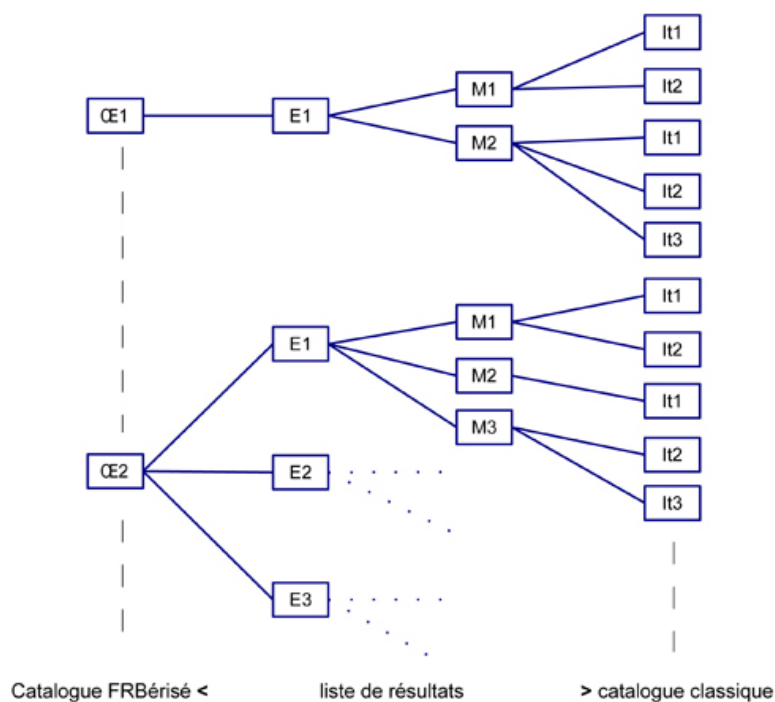 It1
It2
Œ1 E1 M1
M2 It1
It2
It3
It1
E1 M1
It2
M2 It1
M3
Œ2 E2 It2
It3
E3
Catalogue FRBérisé < liste de résultats > catalogue classique